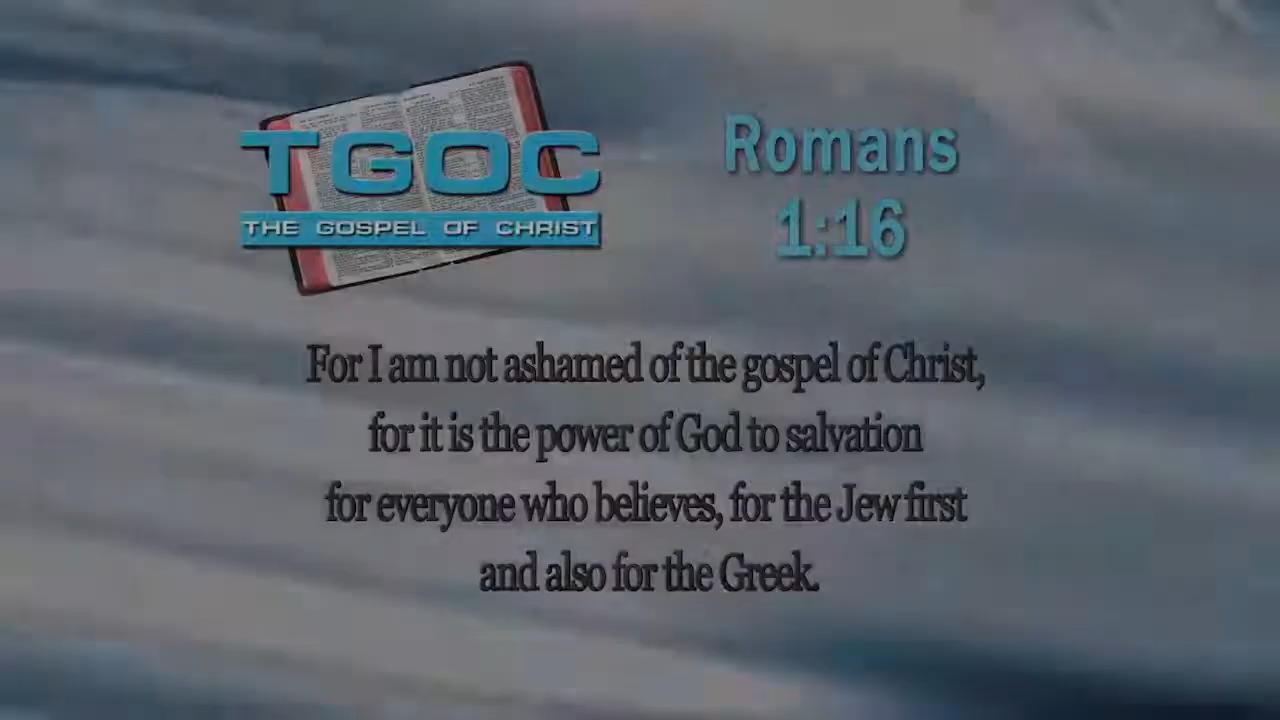 TGOC
THE GOSPEL OF CHRIST
Romans
1:16
For I am not ashamed of the gospel of Christ,
for it is the power of God to salvation
for everyone who believes, for the Jew first
and also for the Greek.